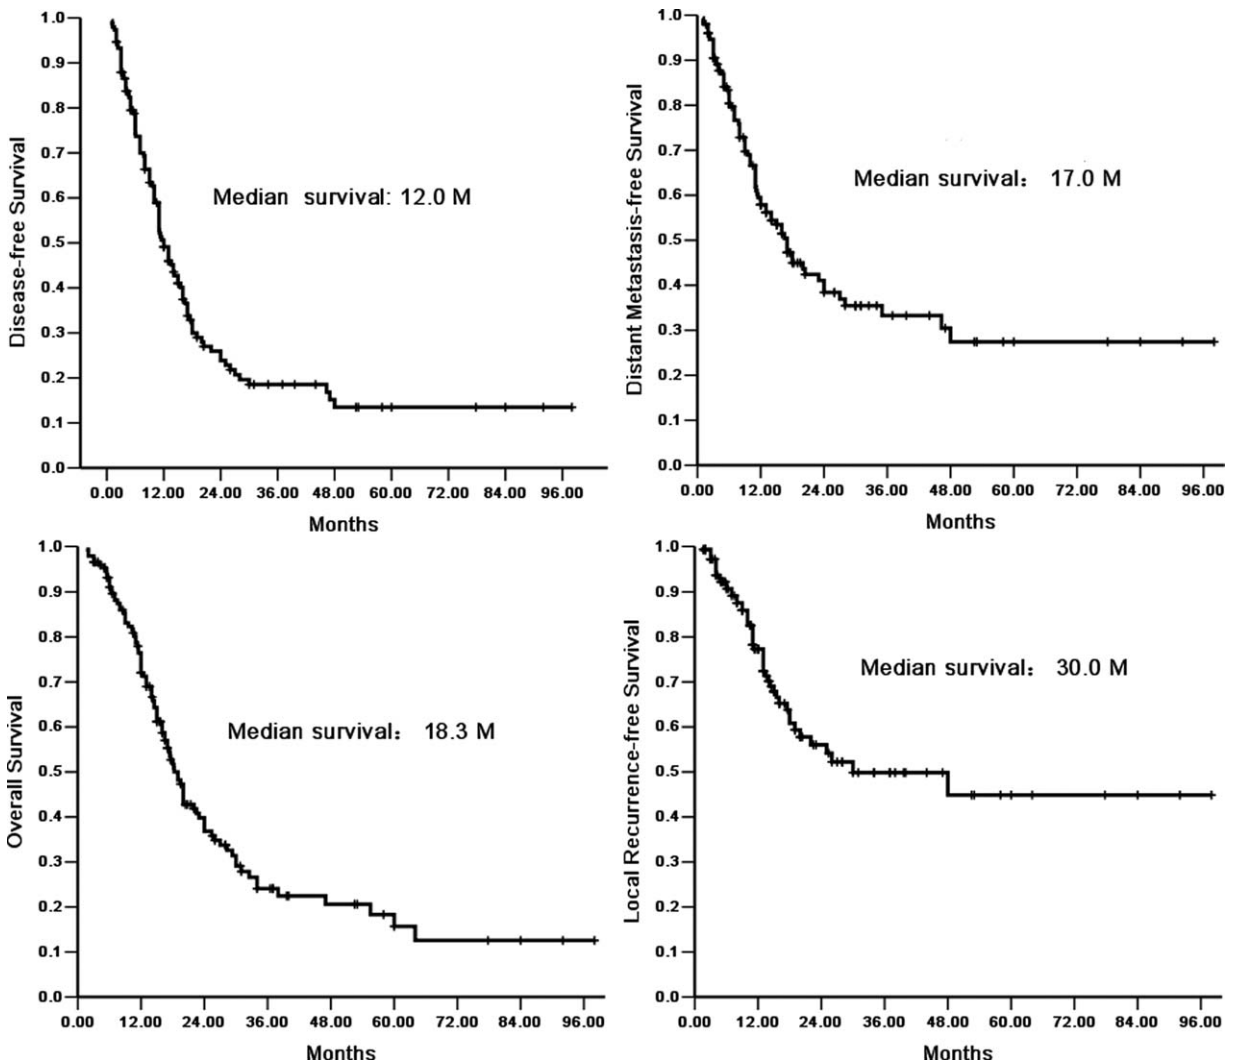 1.0
0.9
0.8
0.7
0.6
0.5
0.4
0.3
0.2
0.1
0.0
Disease-free Survival
Median survival: 12.0 M
0.00 12.00 24.00 36.00 48.00 60.00 72.00 84.00 96.00
Months
1.0
0.9
0.8
0.7
0.6
0.5
0.4
0.3
0.2
0.1
0.0
Distant Metastasis-free Survival
Median survival： 17.0 M
0.00 12.00 24.00 36.00 48.00 60.00 72.00 84.00 96.00
Months
1.0
0.9
0.8
0.7
0.6
0.5
0.4
0.3
0.2
0.1
0.0
Overall Survival
Median survival： 18.3 M
0.00 12.00 24.00 36.00 48.00 60.00 72.00 84.00 96.00
Months
1.0
0.9
0.8
0.7
0.6
0.5
0.4
0.3
0.2
0.1
0.0
Local Recurrence-free Survival
Median survival： 30.0 M
0.00 12.00 24.00 36.00 48.00 60.00 72.00 84.00 96.00
Months